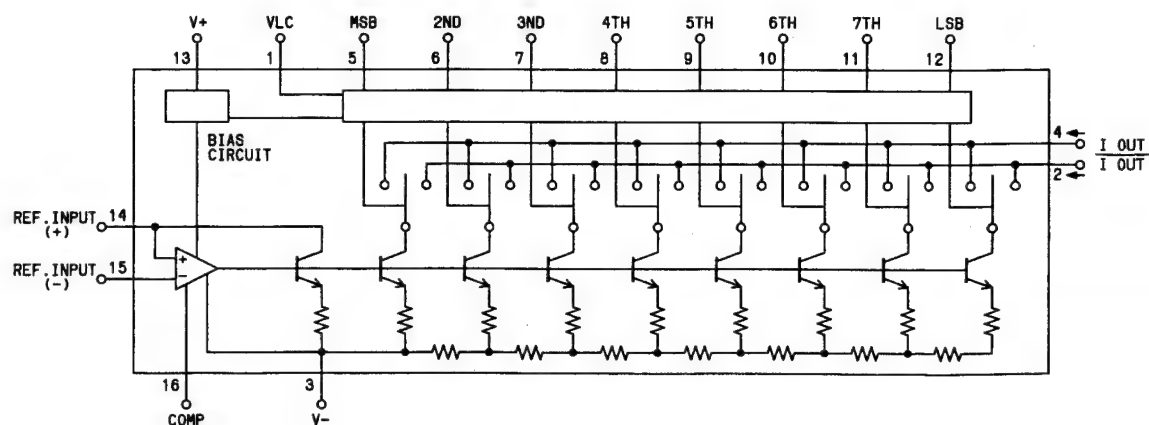 V+ VLC MSB 2ND 3ND 4TH 5TH 6TH 7TH LSB
13 1 5 6 7 8 9 10 11 12
BIAS
CIRCUIT
4 I OUT
2 I OUT
REF.INPUT 14
(+)
REF.INPUT 15
(-)
+
−
16 3
COMP V-